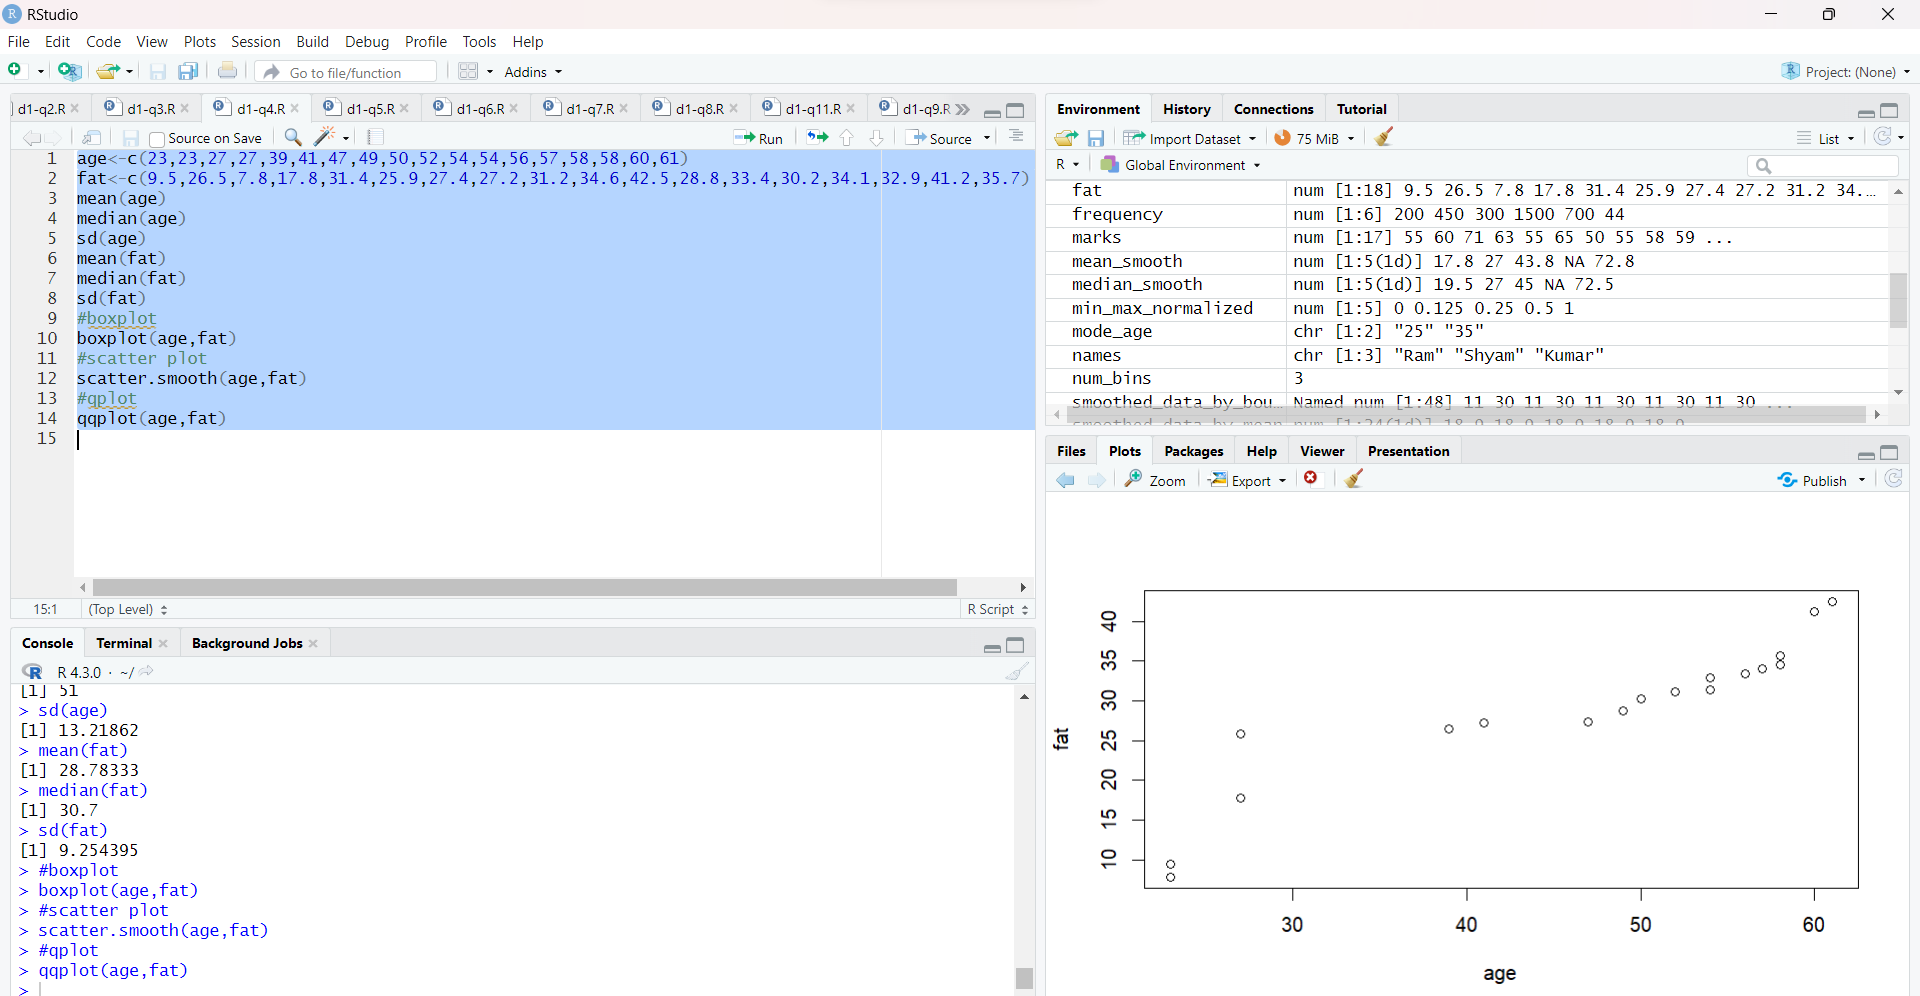 RStudio
File Edit Code View Plots Session Build Debug Profile Tools Help
Go to file/function Addins Project: (None)
d1-q2.R d1-q3.R d1-q4.R d1-q5.R d1-q6.R d1-q7.R d1-q8.R d1-q11.R d1-q9.R
Source on Save Run Source
1 age<-c(23,23,27,27,39,41,47,49,50,52,54,54,56,57,58,58,60,61)
2 fat<-c(9.5,26.5,7.8,17.8,31.4,25.9,27.4,27.2,31.2,34.6,42.5,28.8,33.4,30.2,34.1,32.9,41.2,35.7)
3 mean(age)
4 median(age)
5 sd(age)
6 mean(fat)
7 median(fat)
8 sd(fat)
9 #boxplot
10 boxplot(age,fat)
11 #scatter plot
12 scatter.smooth(age,fat)
13 #qplot
14 qqplot(age,fat)
15
15:1 (Top Level) R Script
Console Terminal Background Jobs
R 4.3.0 · ~/
[1] 51
> sd(age)
[1] 13.21862
> mean(fat)
[1] 28.78333
> median(fat)
[1] 30.7
> sd(fat)
[1] 9.254395
> #boxplot
> boxplot(age,fat)
> #scatter plot
> scatter.smooth(age,fat)
> #qplot
> qqplot(age,fat)
>
Environment History Connections Tutorial
Import Dataset 75 MiB List
R Global Environment
fat num [1:18] 9.5 26.5 7.8 17.8 31.4 25.9 27.4 27.2 31.2 34.…
frequency num [1:6] 200 450 300 1500 700 44
marks num [1:17] 55 60 71 63 55 65 50 55 58 59 ...
mean_smooth num [1:5(1d)] 17.8 27 43.8 NA 72.8
median_smooth num [1:5(1d)] 19.5 27 45 NA 72.5
min_max_normalized num [1:5] 0 0.125 0.25 0.5 1
mode_age chr [1:2] "25" "35"
names chr [1:3] "Ram" "Shyam" "Kumar"
num_bins 3
smoothed_data_by_bou… Named num [1:48] 11 30 11 30 11 30 11 30 11 30 ...
Files Plots Packages Help Viewer Presentation
Zoom Export Publish
fat
40
35
30
25
20
15
10
30 40 50 60
age